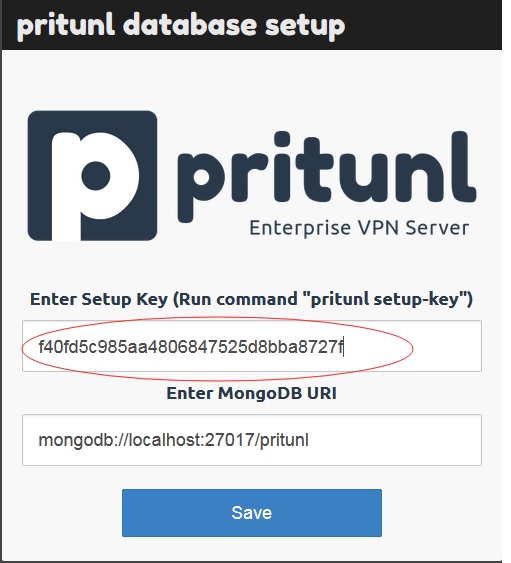 pritunl database setup
p pritunl
Enterprise VPN Server
Enter Setup Key (Run command "pritunl setup-key")
f40fd5c985aa4806847525d8bba8727f
Enter MongoDB URI
mongodb://localhost:27017/pritunl
Save